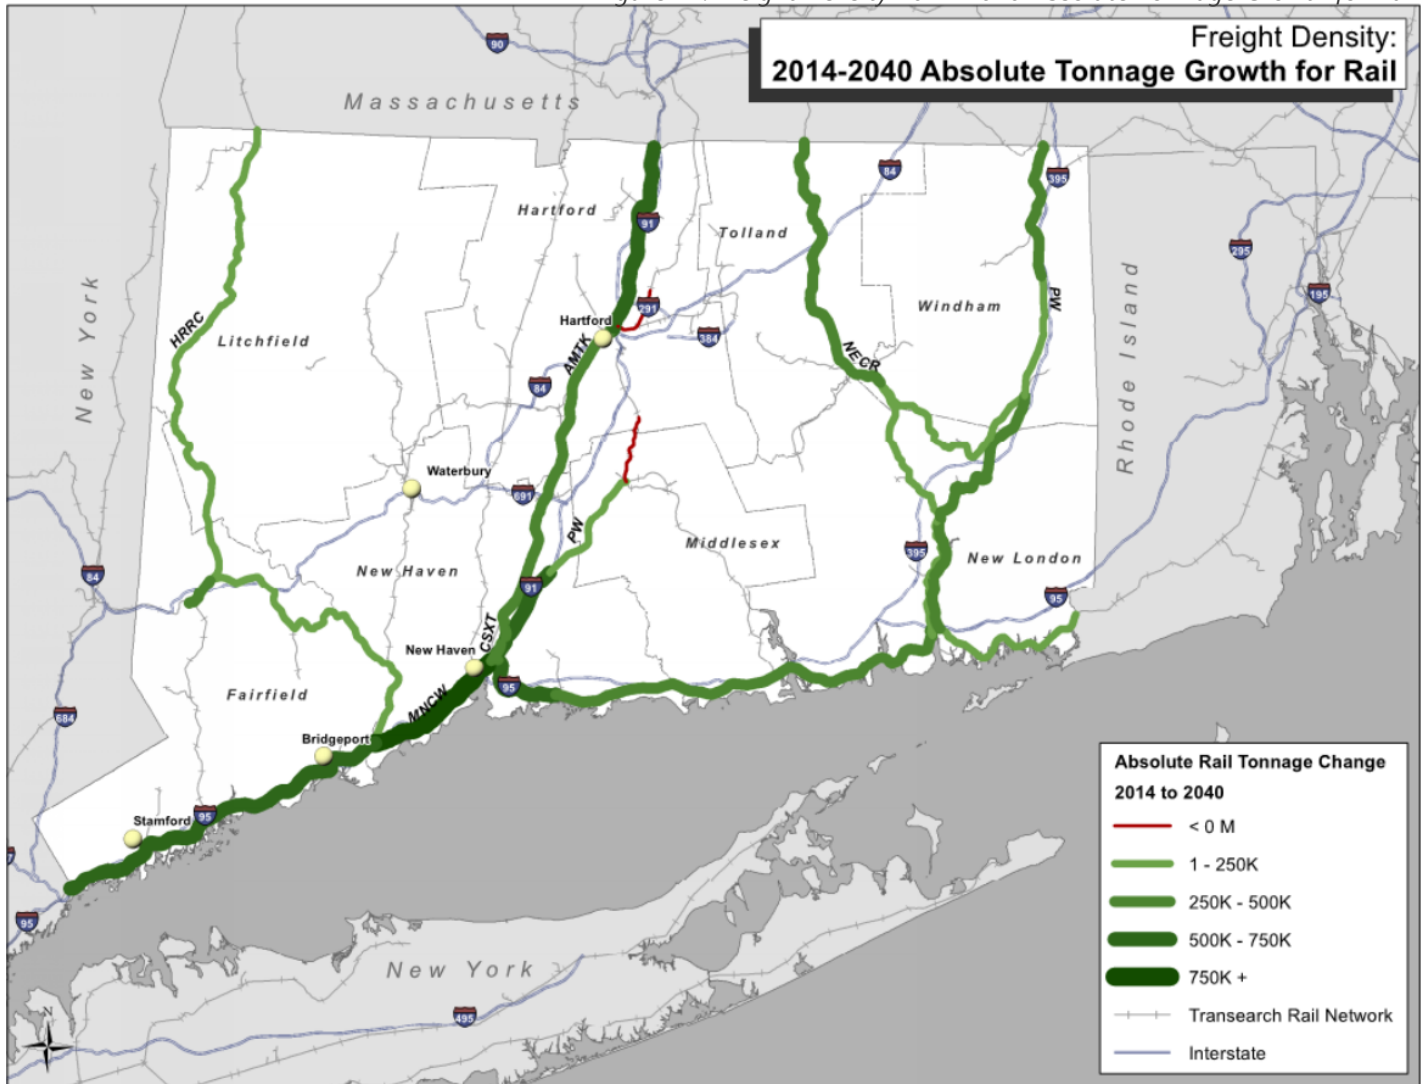 Freight Density:
2014-2040 Absolute Tonnage Growth for Rail
90
Massachusetts
84
395
Hartford
91
Tolland
295
New York
Rhode Island
195
PW
Windham
291
Hartford
HRRC
Litchfield
384
AMTK
NECR
84
Waterbury
691
PW
Middlesex
395
New London
84
New Haven
91
95
CSXT
New Haven
95
Fairfield
MNCW
684
Bridgeport
Stamford
95
95
New York
495
N
Absolute Rail Tonnage Change
2014 to 2040
< 0 M
1 - 250K
250K - 500K
500K - 750K
750K +
Transearch Rail Network
Interstate